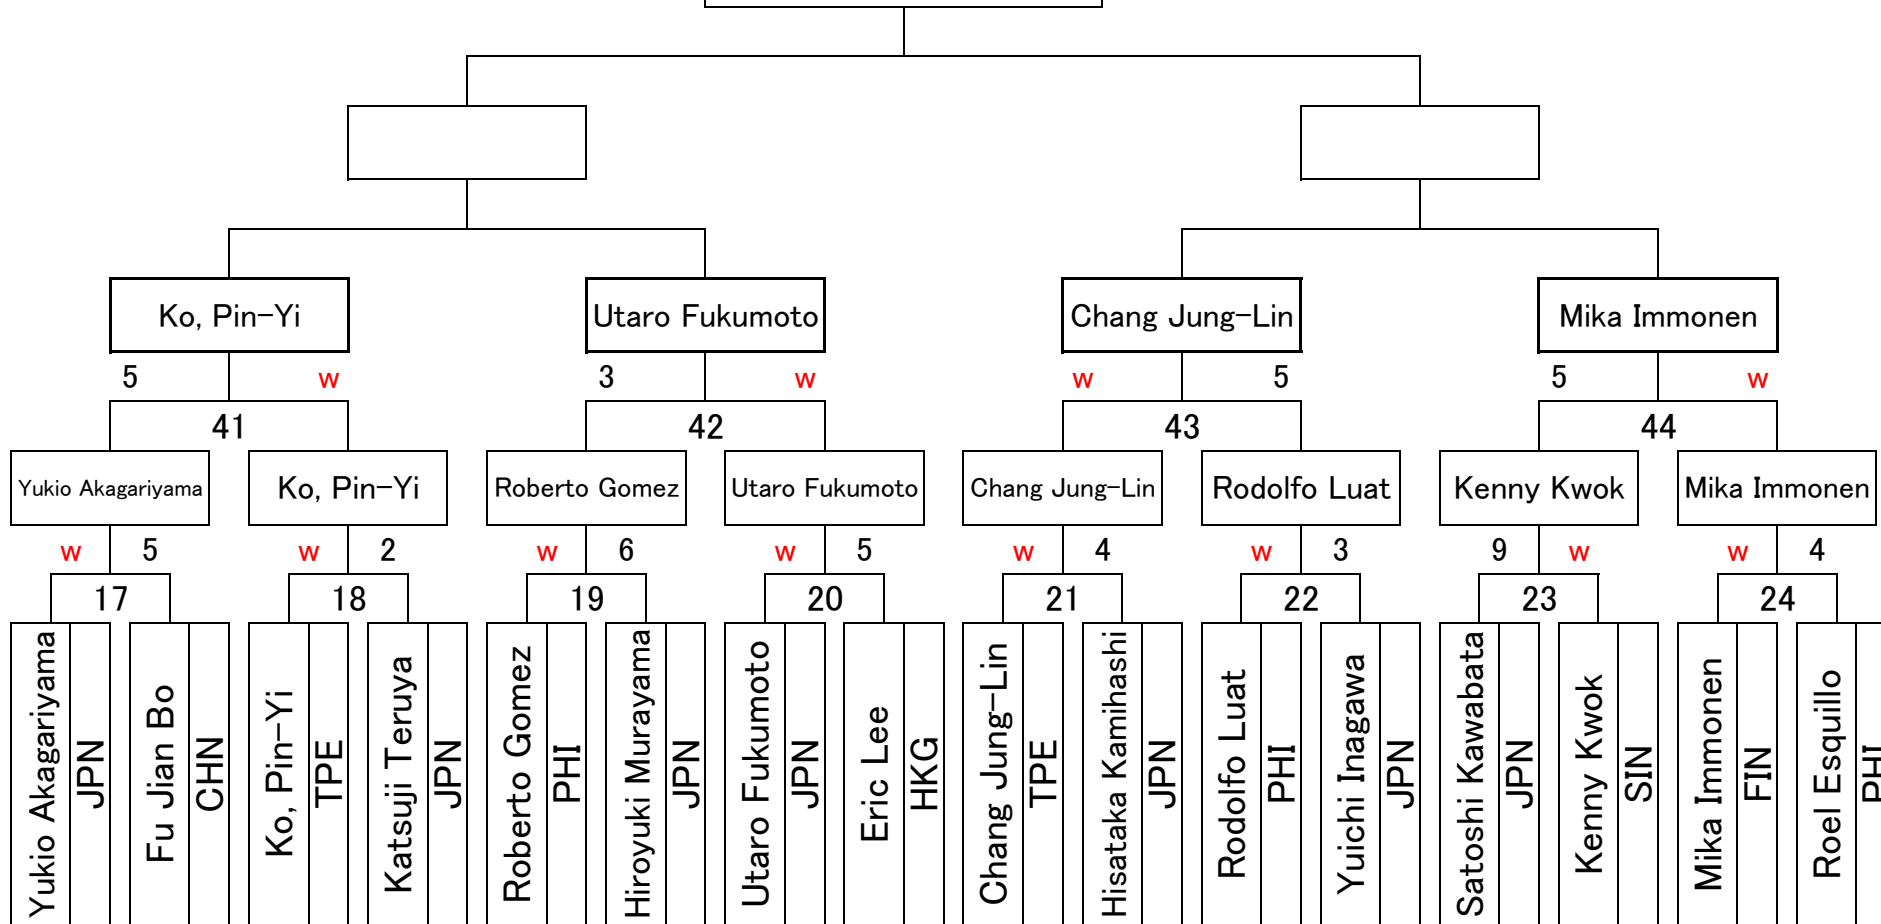 Ko, Pin-Yi
Utaro Fukumoto
Chang Jung-Lin
Mika Immonen
5 w 3 w w 5 5 w
41 42 43 44
Yukio Akagariyama
Ko, Pin-Yi
Roberto Gomez
Utaro Fukumoto
Chang Jung-Lin
Rodolfo Luat
Kenny Kwok
Mika Immonen
w 5 w 2 w 6 w 5 w 4 w 3 9 w w 4
17 18 19 20 21 22 23 24
Yukio Akagariyama
JPN
Fu Jian Bo
CHN
Ko, Pin-Yi
TPE
Katsuji Teruya
JPN
Roberto Gomez
PHI
Hiroyuki Murayama
JPN
Utaro Fukumoto
JPN
Eric Lee
HKG
Chang Jung-Lin
TPE
Hisataka Kamihashi
JPN
Rodolfo Luat
PHI
Yuichi Inagawa
JPN
Satoshi Kawabata
JPN
Kenny Kwok
SIN
Mika Immonen
FIN
Roel Esquillo
PHI